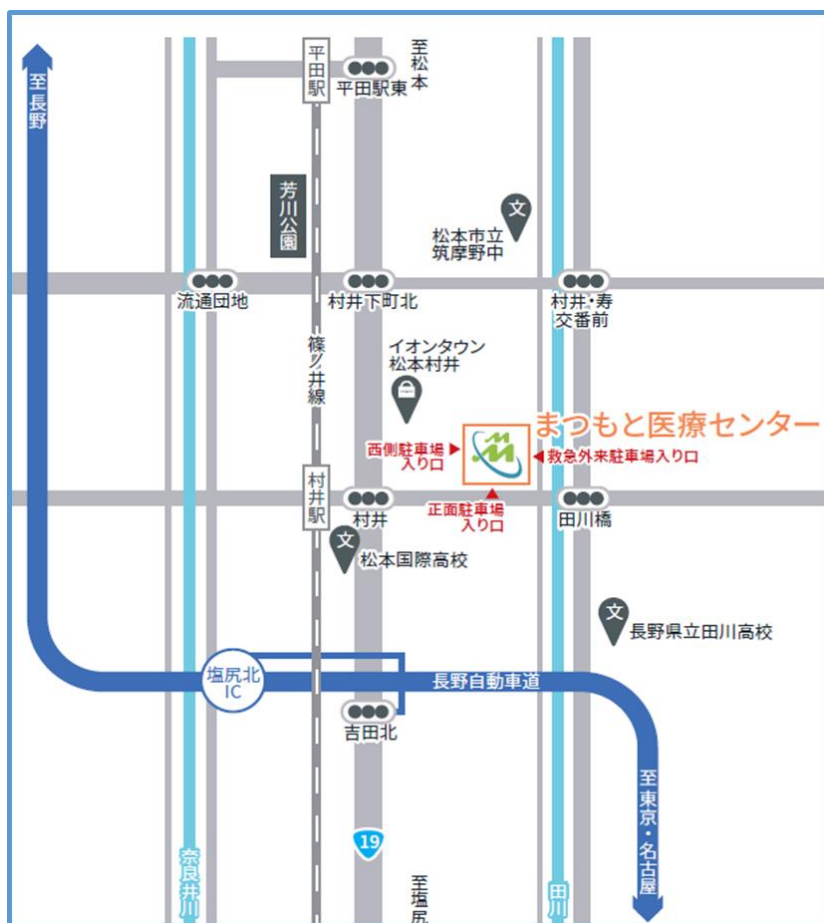 至松本
平田駅
平田駅東
至長野
芳川公園
松本市立
筑摩野中
流通団地
村井下町北
村井・寿
交番前
篠ノ井線
イオンタウン
松本村井
まつもと医療センター
西側駐車場
入り口
救急外来駐車場入り口
村井駅
村井
正面駐車場
入り口
田川橋
文
文
松本国際高校
文
長野県立田川高校
塩尻北
IC
長野自動車道
吉田北
至東京・名古屋
19
奈良井川
至塩尻
田川